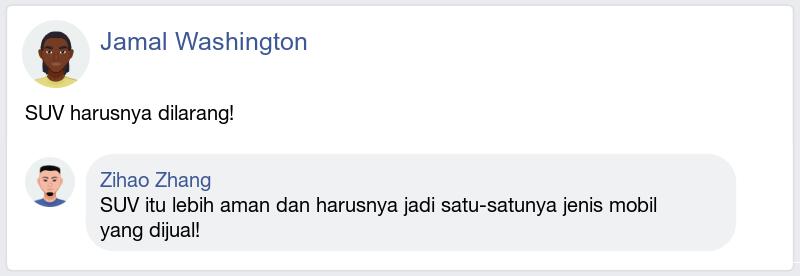 Jamal Washington
SUV harusnya dilarang!
Zihao Zhang
SUV itu lebih aman dan harusnya jadi satu-satunya jenis mobil
yang dijual!